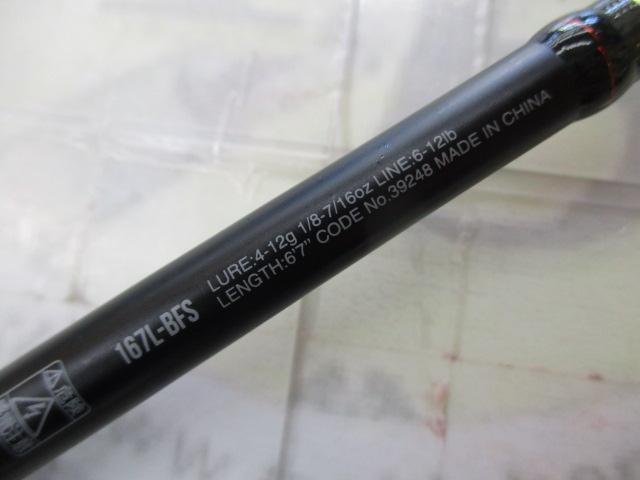 167L-BFS
LURE:4-12g 1/8-7/16oz LINE:6-12lb
LENGTH:6'7" CODE No.39248 MADE IN CHINA